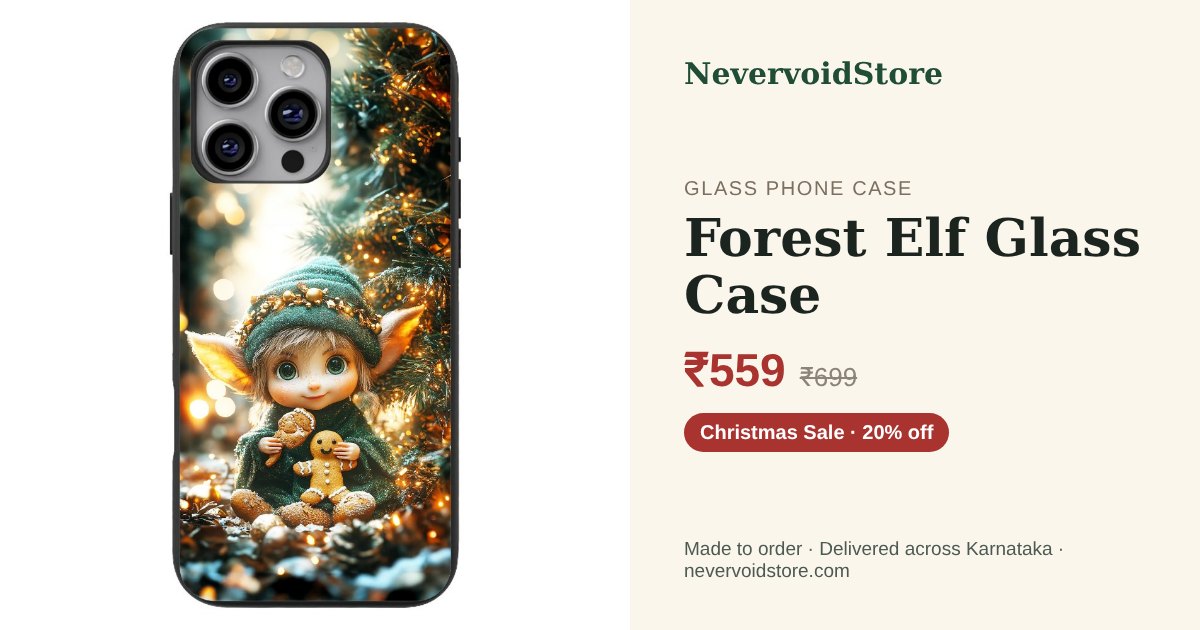 NevervoidStore
GLASS PHONE CASE
Forest Elf Glass
Case
₹559 ₹699
Christmas Sale · 20% off
Made to order · Delivered across Karnataka ·
nevervoidstore.com